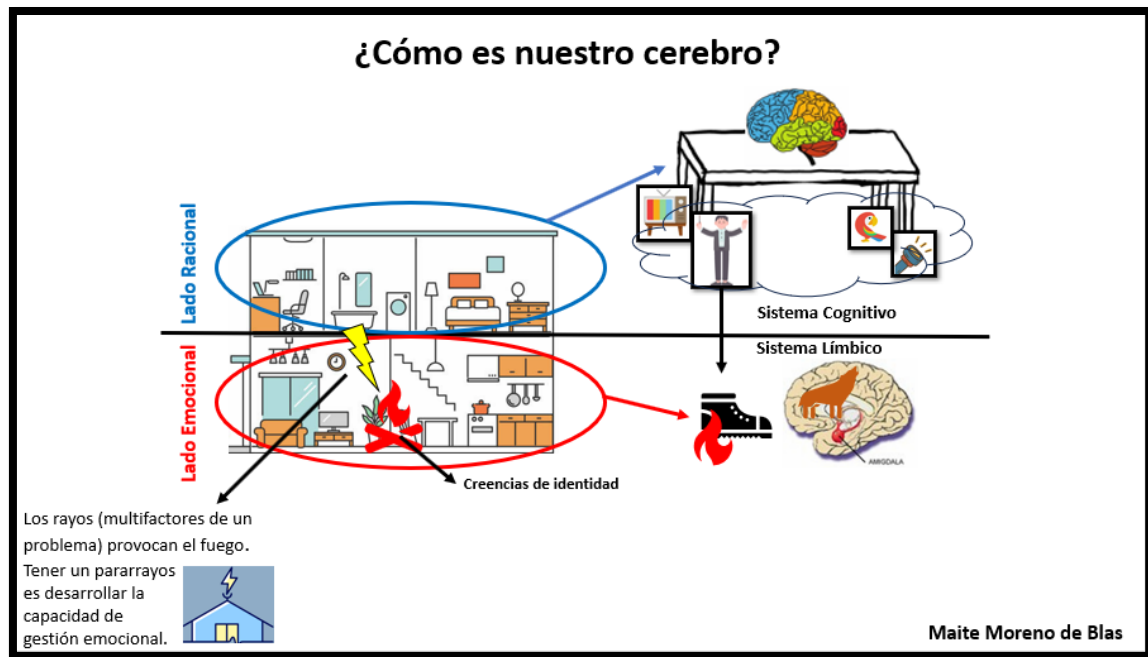 ¿Cómo es nuestro cerebro?
Lado Racional
Sistema Cognitivo
Sistema Límbico
Lado Emocional
AMIGDALA
Creencias de identidad
Los rayos (multifactores de un
problema) provocan el fuego.
Tener un pararrayos
es desarrollar la
capacidad de
gestión emocional.
Maite Moreno de Blas